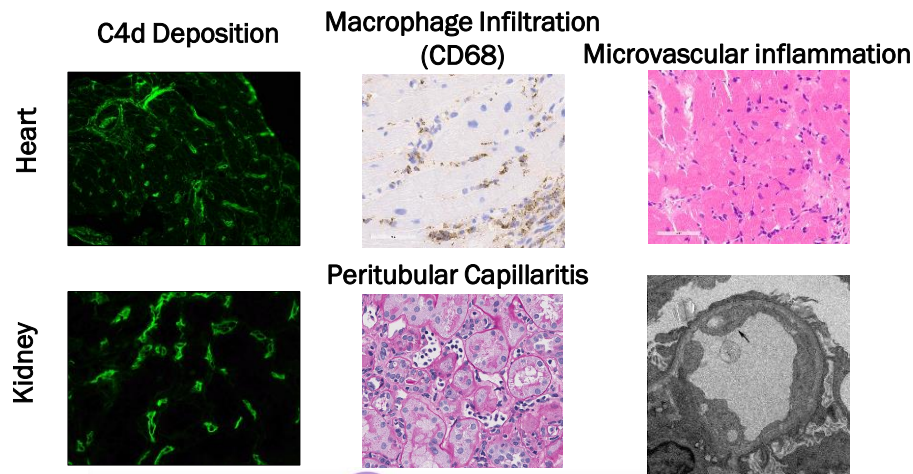 C4d Deposition
Macrophage Infiltration
(CD68)
Microvascular inflammation
Heart
Peritubular Capillaritis
Kidney